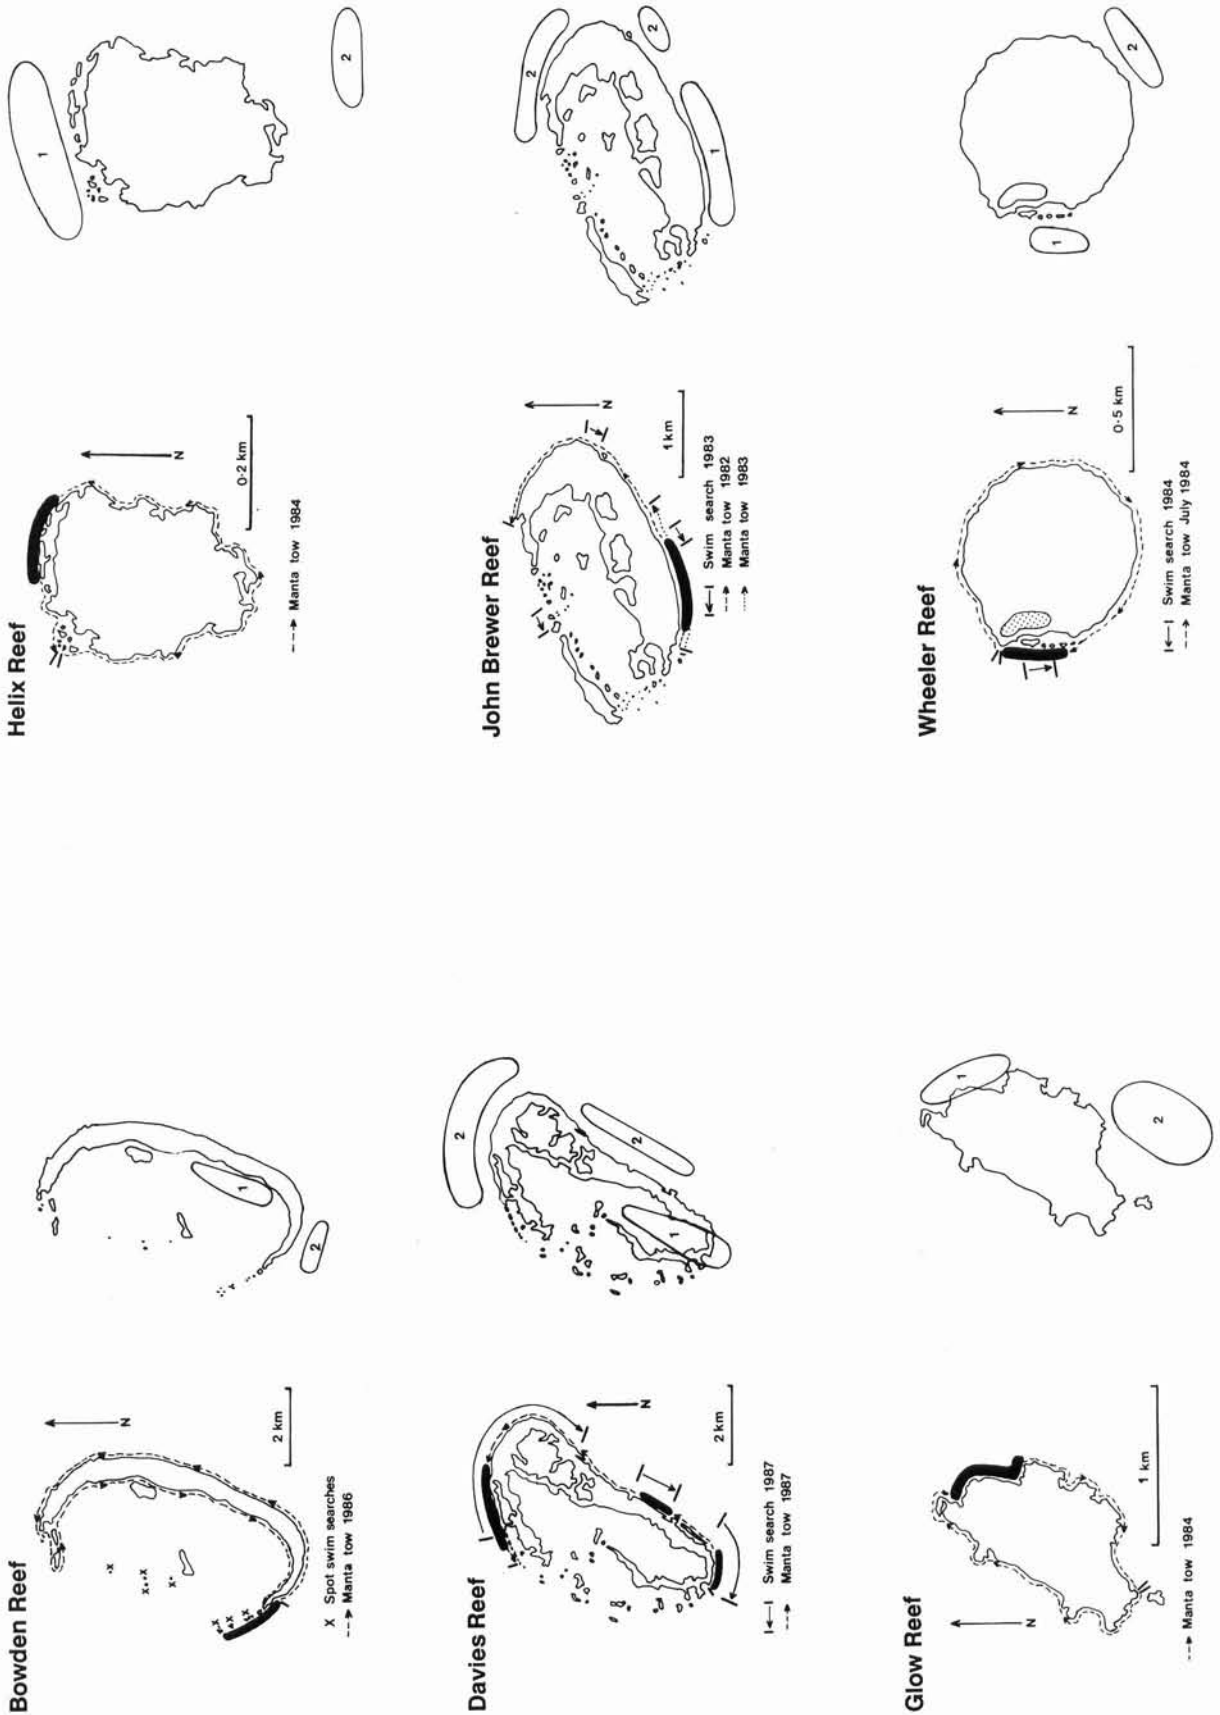 Bowden Reef
N
2 km
X Spot swim searches
---> Manta tow 1986
X
X
X
X
X
X
1
2
Helix Reef
N
0·2 km
---> Manta tow 1984
1
2
Davies Reef
N
2 km
I<—I Swim search 1987
---> Manta tow 1987
2
2
1
John Brewer Reef
N
1 km
I<—I Swim search 1983
---> Manta tow 1982
····> Manta tow 1983
2
2
1
Glow Reef
N
1 km
---> Manta tow 1984
1
2
Wheeler Reef
N
0·5 km
I<—I Swim search 1984
---> Manta tow July 1984
1
2